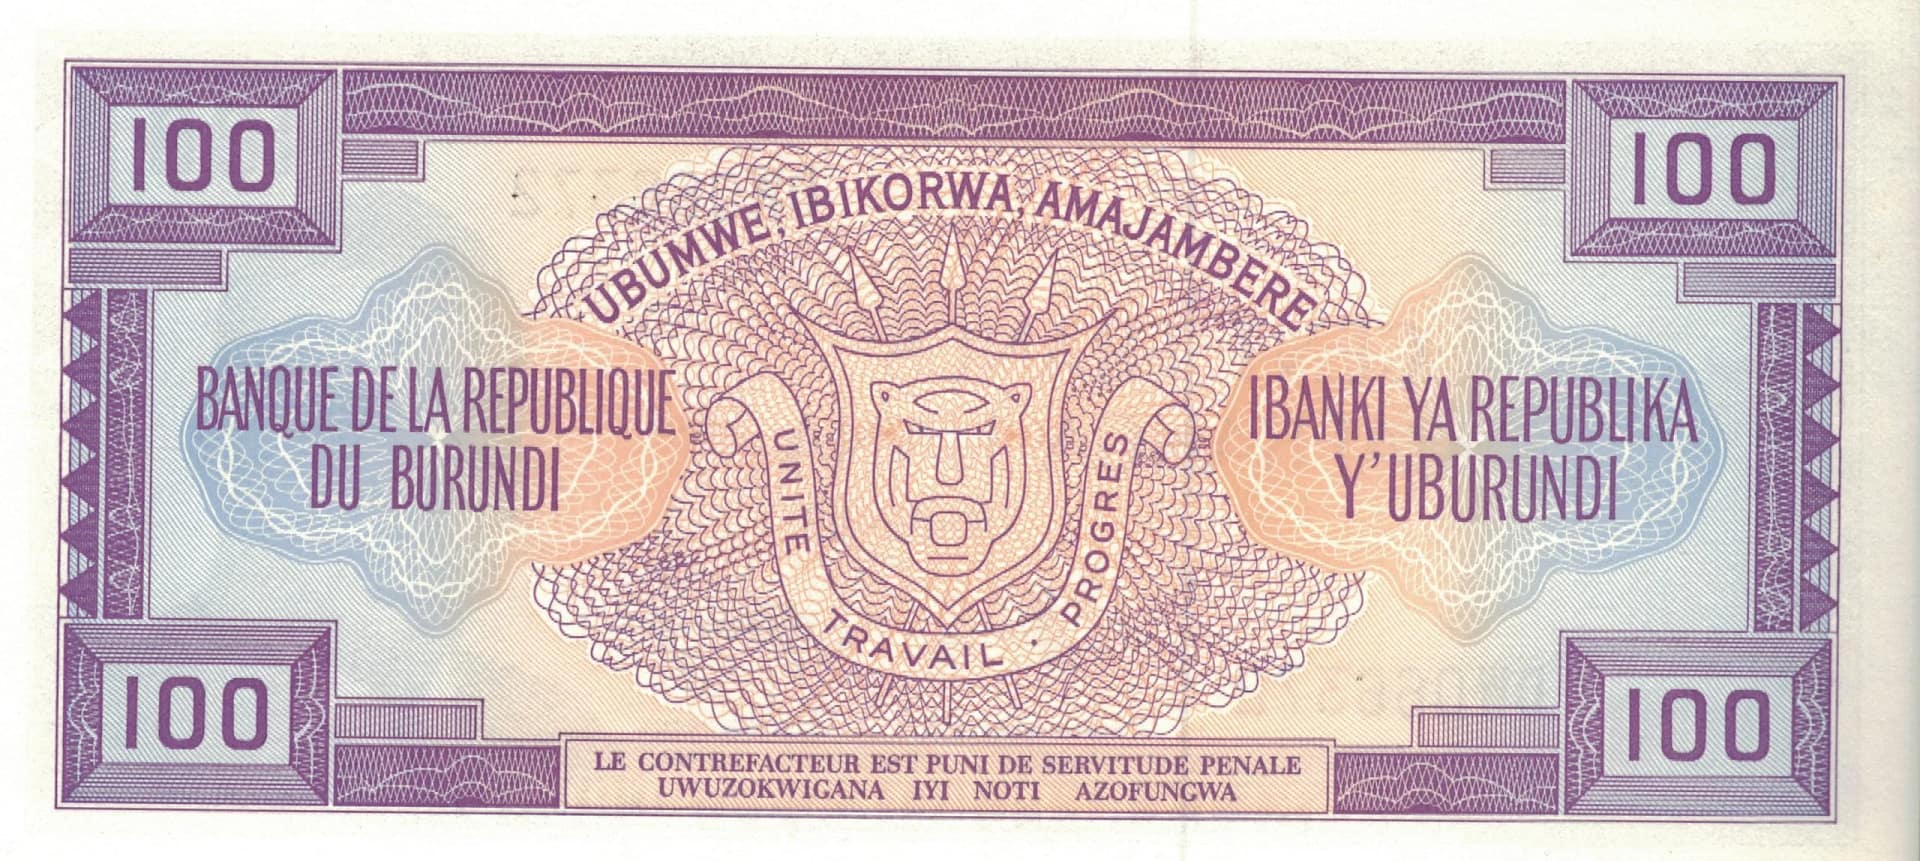 100
100
UBUMWE, IBIKORWA, AMAJAMBERE
BANQUE DE LA REPUBLIQUE
DU BURUNDI
IBANKI YA REPUBLIKA
Y'UBURUNDI
UNITE TRAVAIL · PROGRES
100
100
LE CONTREFACTEUR EST PUNI DE SERVITUDE PENALE
UWUZOKWIGANA IYI NOTI AZOFUNGWA